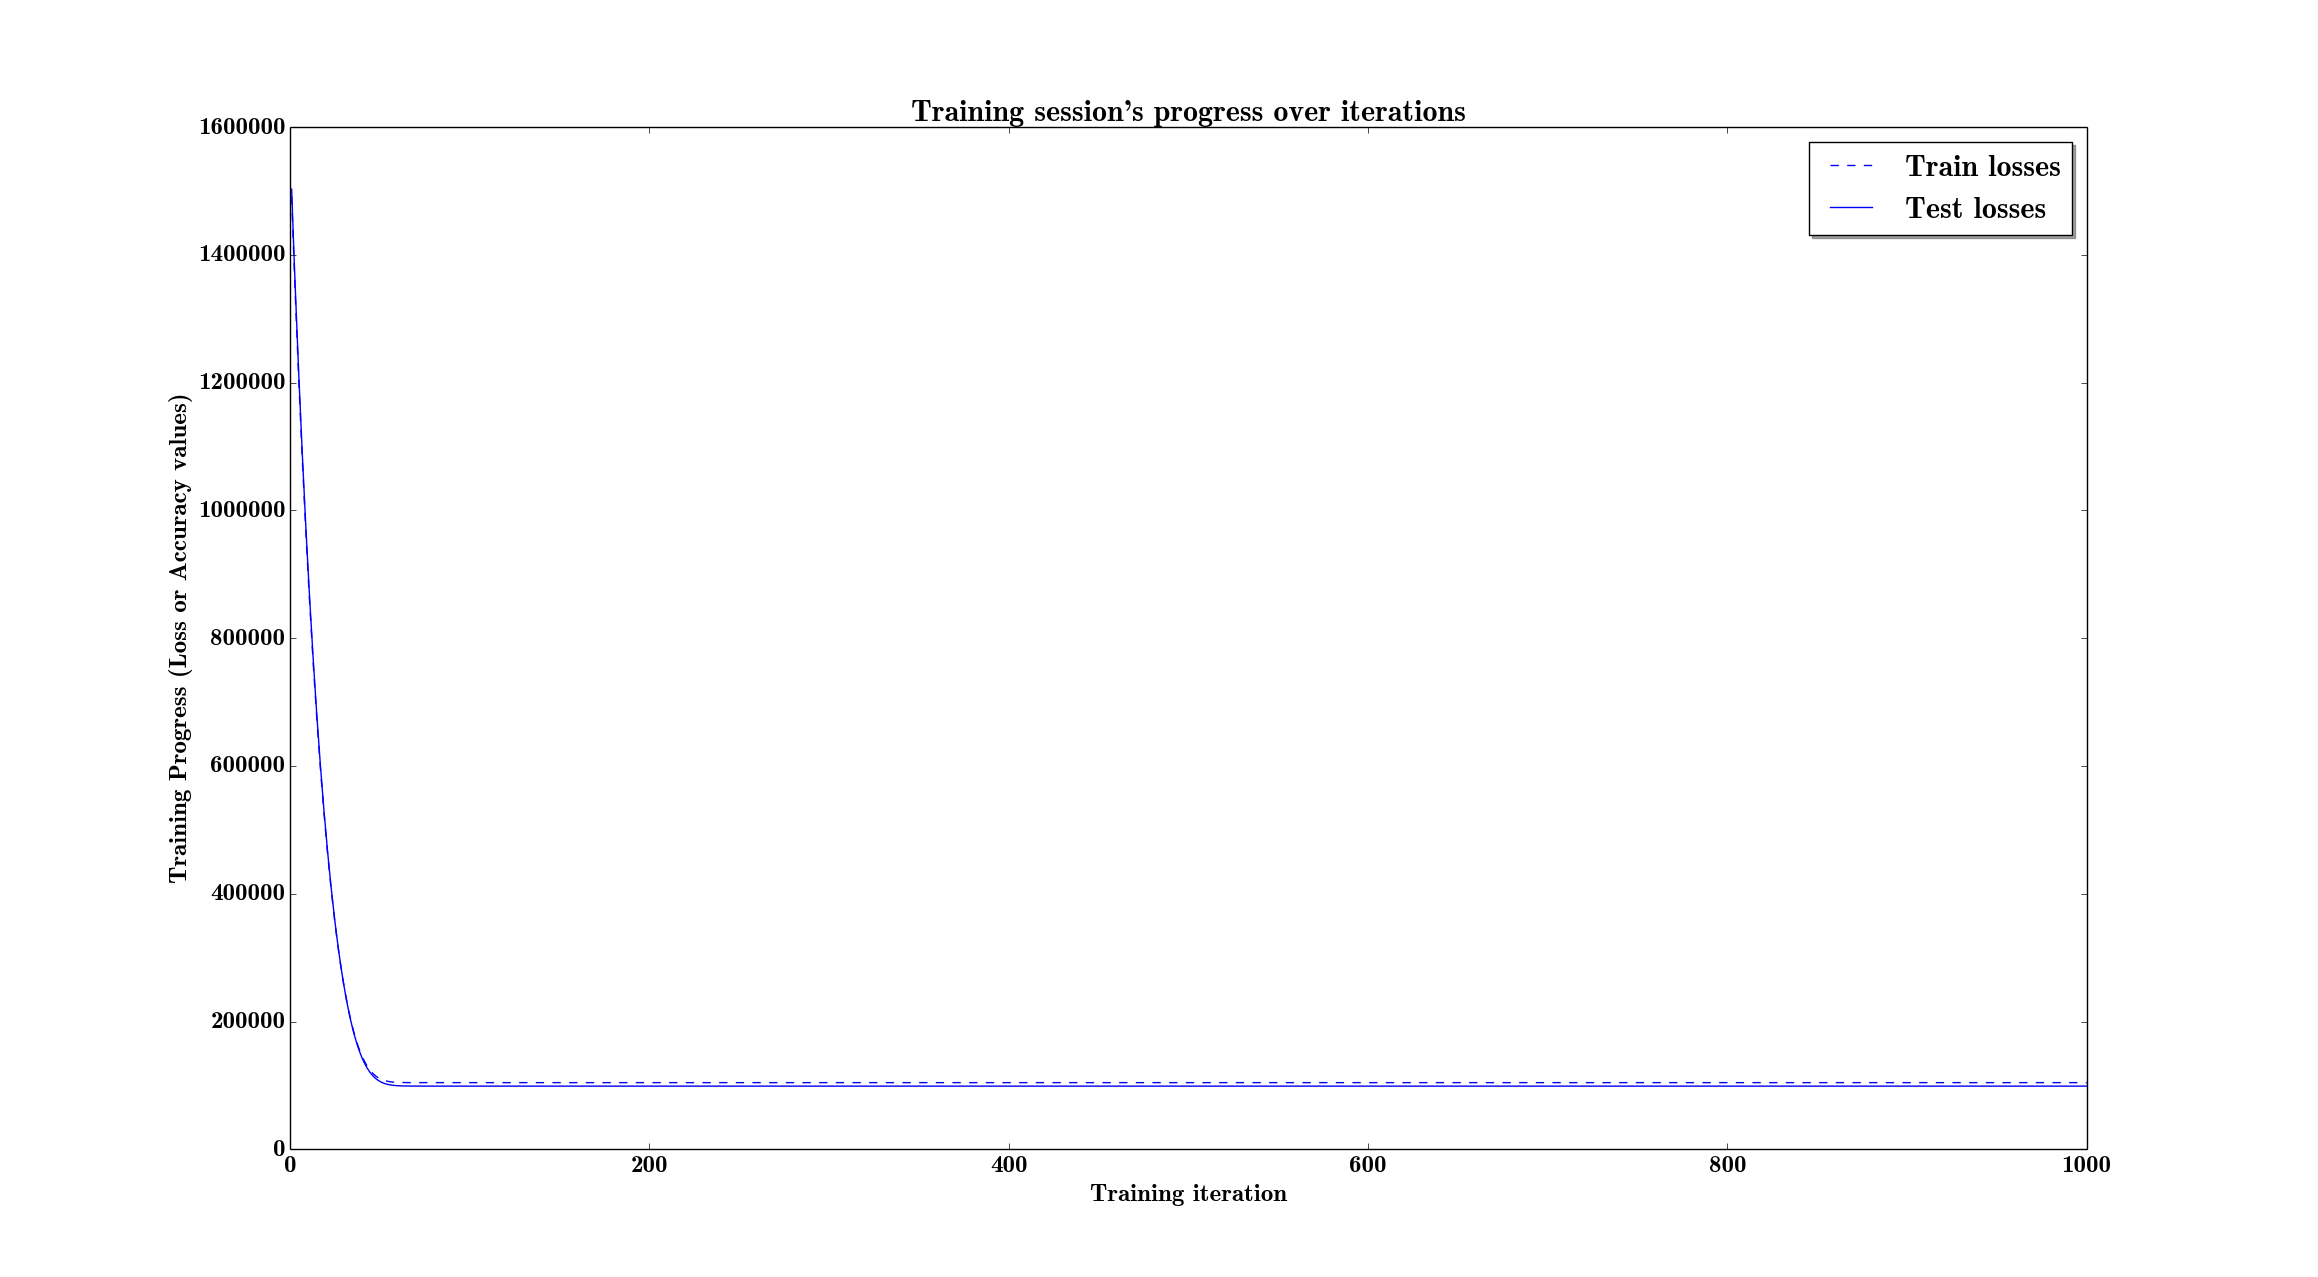 Training session's progress over iterations
1600000
1400000
1200000
1000000
800000
600000
400000
200000
0
Training Progress (Loss or Accuracy values)
Train losses
Test losses
0 200 400 600 800 1000
Training iteration